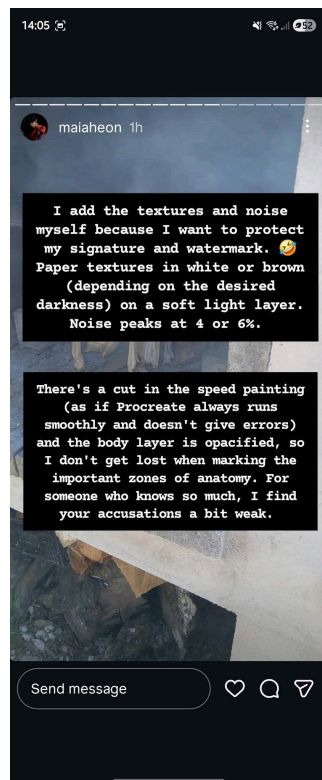 14:05
52
maiaheon 1h
I add the textures and noise
myself because I want to protect
my signature and watermark. 🤣
Paper textures in white or brown
(depending on the desired
darkness) on a soft light layer.
Noise peaks at 4 or 6%.
There's a cut in the speed painting
(as if Procreate always runs
smoothly and doesn't give errors)
and the body layer is opacified, so
I don't get lost when marking the
important zones of anatomy. For
someone who knows so much, I find
your accusations a bit weak.
Send message